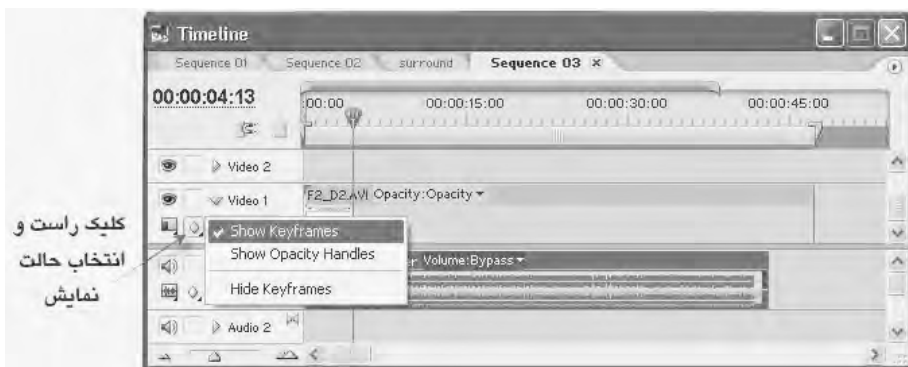 Timeline
Sequence 01 Sequence 02 surround Sequence 03 ×
00:00:04:13 :00:00 00:00:15:00 00:00:30:00 00:00:45:00
Video 2
Video 1 F2_D2.AVI Opacity:Opacity
Show Keyframes
Show Opacity Handles
Hide Keyframes
Volume:Bypass
Audio 2
کلیک راست و
انتخاب حالت
نمایش